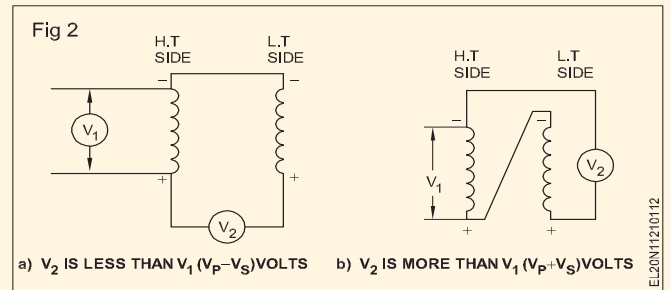 Fig 2
H.T
SIDE
L.T
SIDE
−
−
V₁
+
+
V₂
a) V₂ IS LESS THAN V₁ (Vₚ−Vₛ)VOLTS
H.T
SIDE
L.T
SIDE
−
−
V₁
V₂
+
+
b) V₂ IS MORE THAN V₁ (Vₚ+Vₛ)VOLTS
EL20N11210112